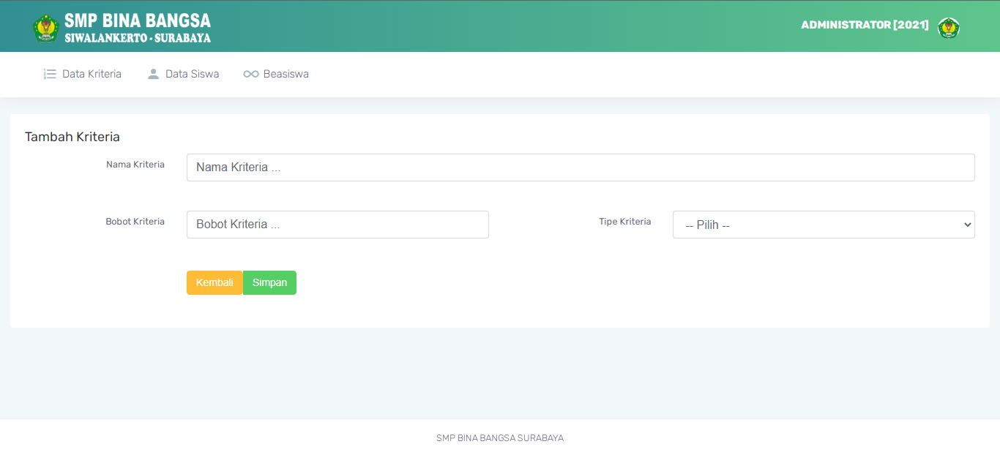 SMP BINA BANGSA
SIWALANKERTO - SURABAYA
ADMINISTRATOR [2021]
Data Kriteria Data Siswa Beasiswa
Tambah Kriteria
Nama Kriteria Nama Kriteria ...
Bobot Kriteria Bobot Kriteria ... Tipe Kriteria -- Pilih --
Kembali Simpan
SMP BINA BANGSA SURABAYA